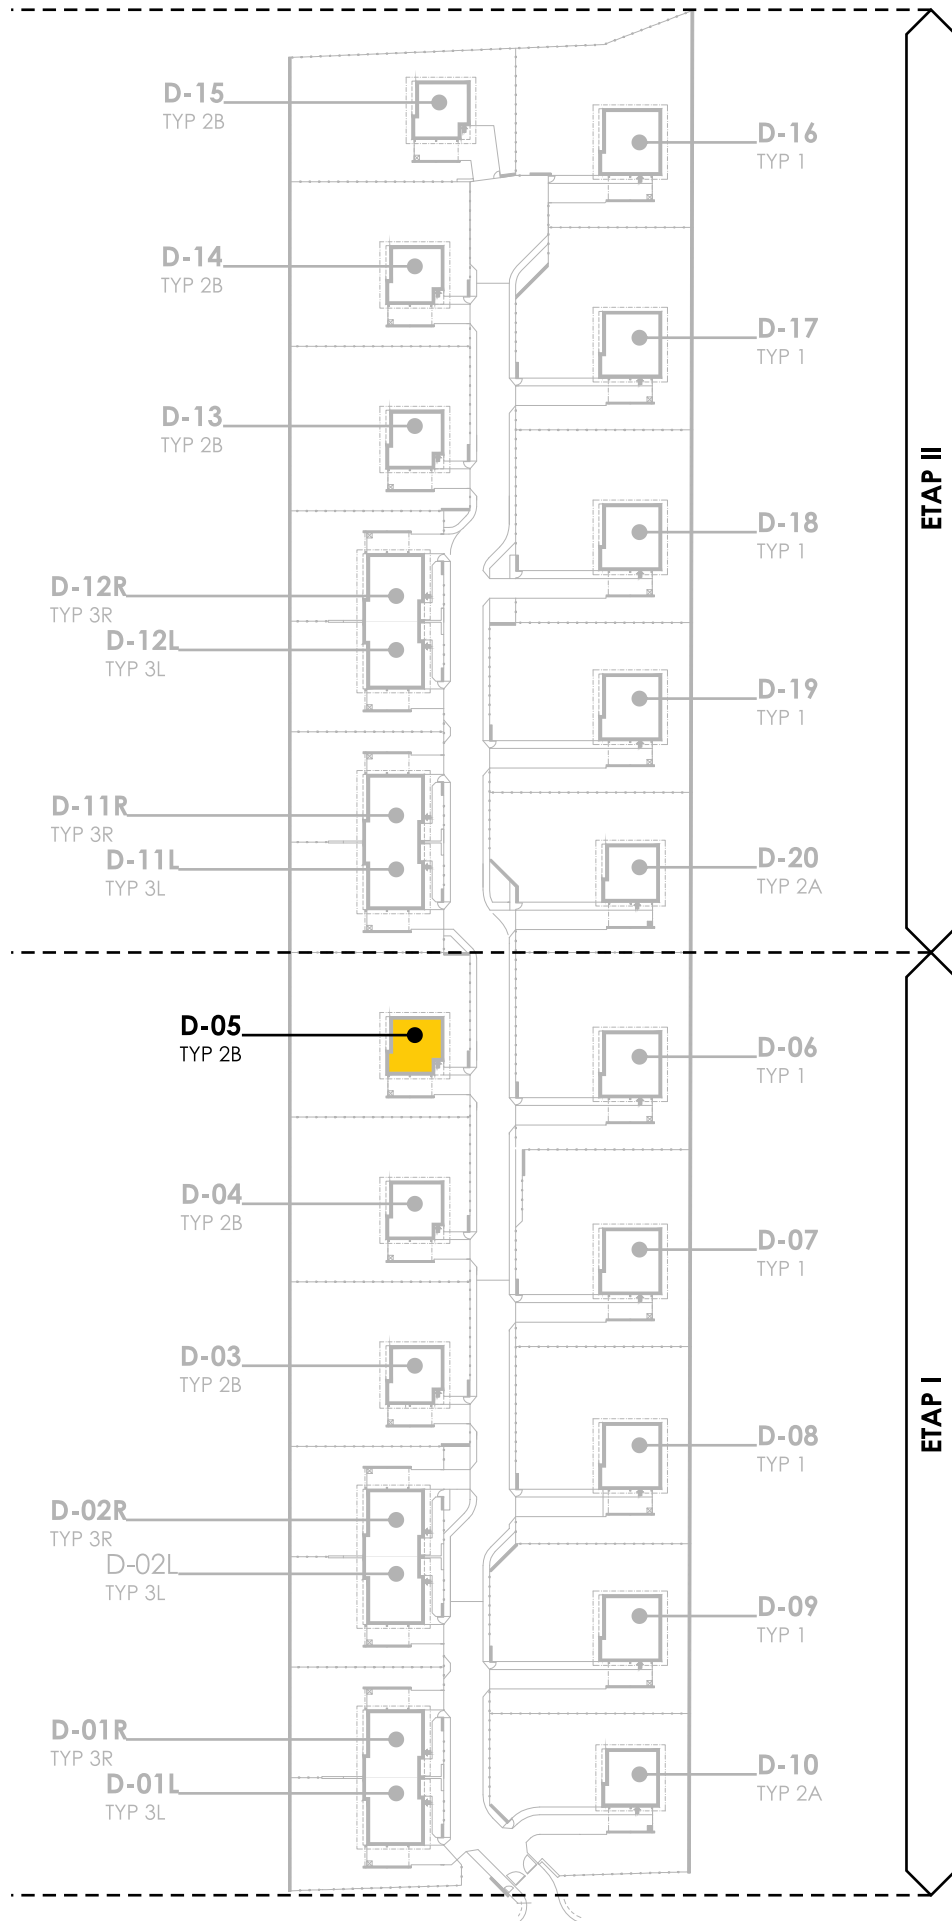 D-15
TYP 2B
D-16
TYP 1
D-14
TYP 2B
D-17
TYP 1
D-13
TYP 2B
D-18
TYP 1
ETAP II
D-12R
TYP 3R
D-12L
TYP 3L
D-19
TYP 1
D-11R
TYP 3R
D-11L
TYP 3L
D-20
TYP 2A
D-05
TYP 2B
D-06
TYP 1
D-04
TYP 2B
D-07
TYP 1
D-03
TYP 2B
D-08
TYP 1
ETAP I
D-02R
TYP 3R
D-02L
TYP 3L
D-09
TYP 1
D-01R
TYP 3R
D-01L
TYP 3L
D-10
TYP 2A